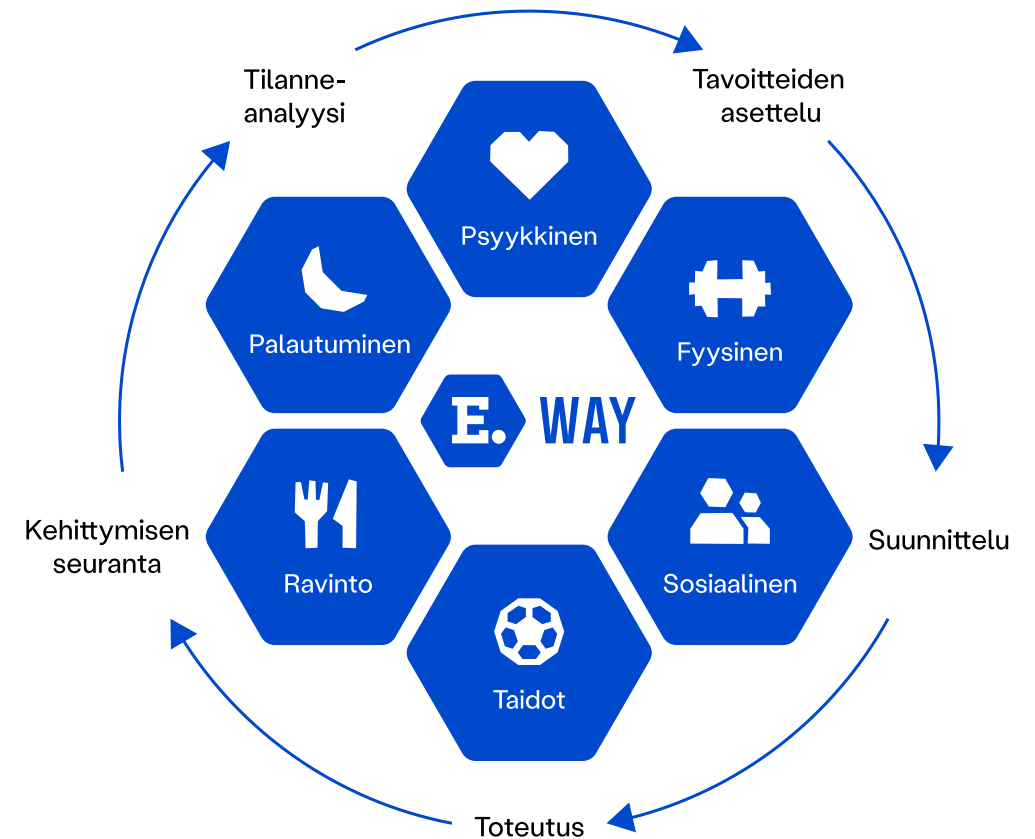 Tilanne-
analyysi
Tavoitteiden
asettelu
Psyykkinen
Palautuminen
Fyysinen
E. WAY
Kehittymisen
seuranta
Suunnittelu
Ravinto
Sosiaalinen
Taidot
Toteutus